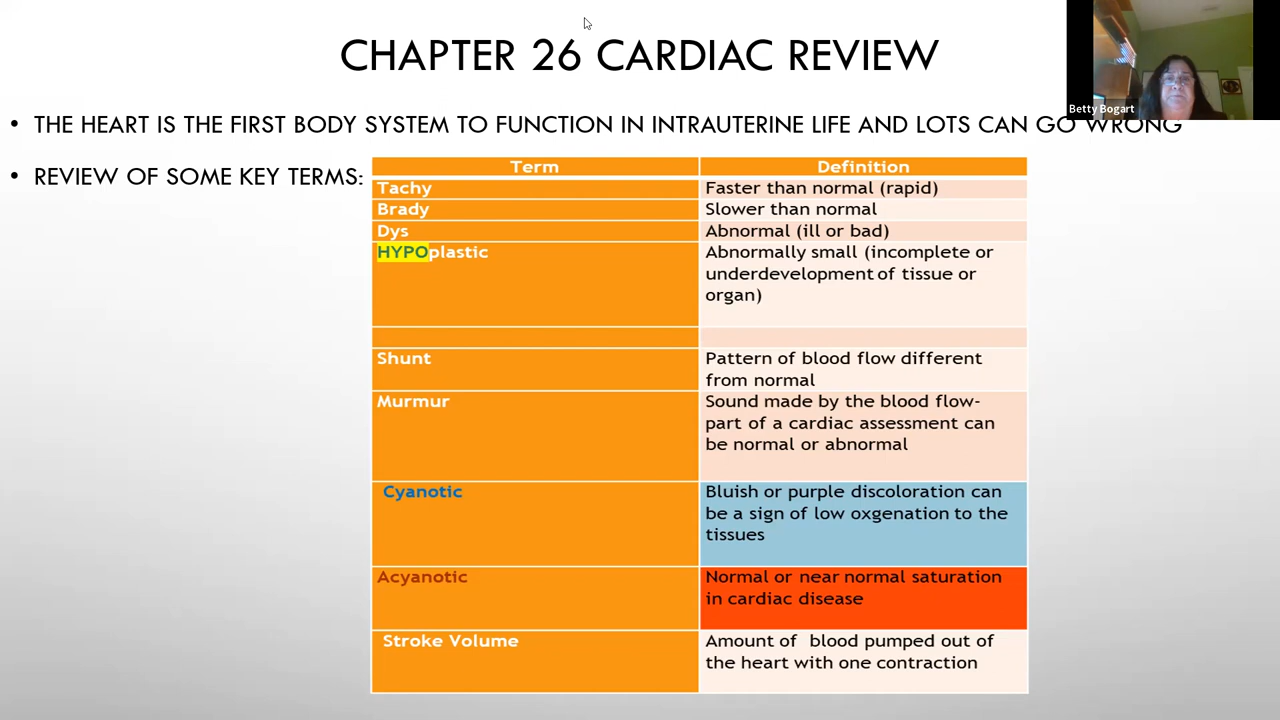 CHAPTER 26 CARDIAC REVIEW
Betty Bogart
• THE HEART IS THE FIRST BODY SYSTEM TO FUNCTION IN INTRAUTERINE LIFE AND LOTS CAN GO WRONG
• REVIEW OF SOME KEY TERMS:
Term Definition
Tachy Faster than normal (rapid)
Brady Slower than normal
Dys Abnormal (ill or bad)
HYPOplastic Abnormally small (incomplete or
underdevelopment of tissue or
organ)
Shunt Pattern of blood flow different
from normal
Murmur Sound made by the blood flow-
part of a cardiac assessment can
be normal or abnormal
Cyanotic Bluish or purple discoloration can
be a sign of low oxgenation to the
tissues
Acyanotic Normal or near normal saturation
in cardiac disease
Stroke Volume Amount of blood pumped out of
the heart with one contraction